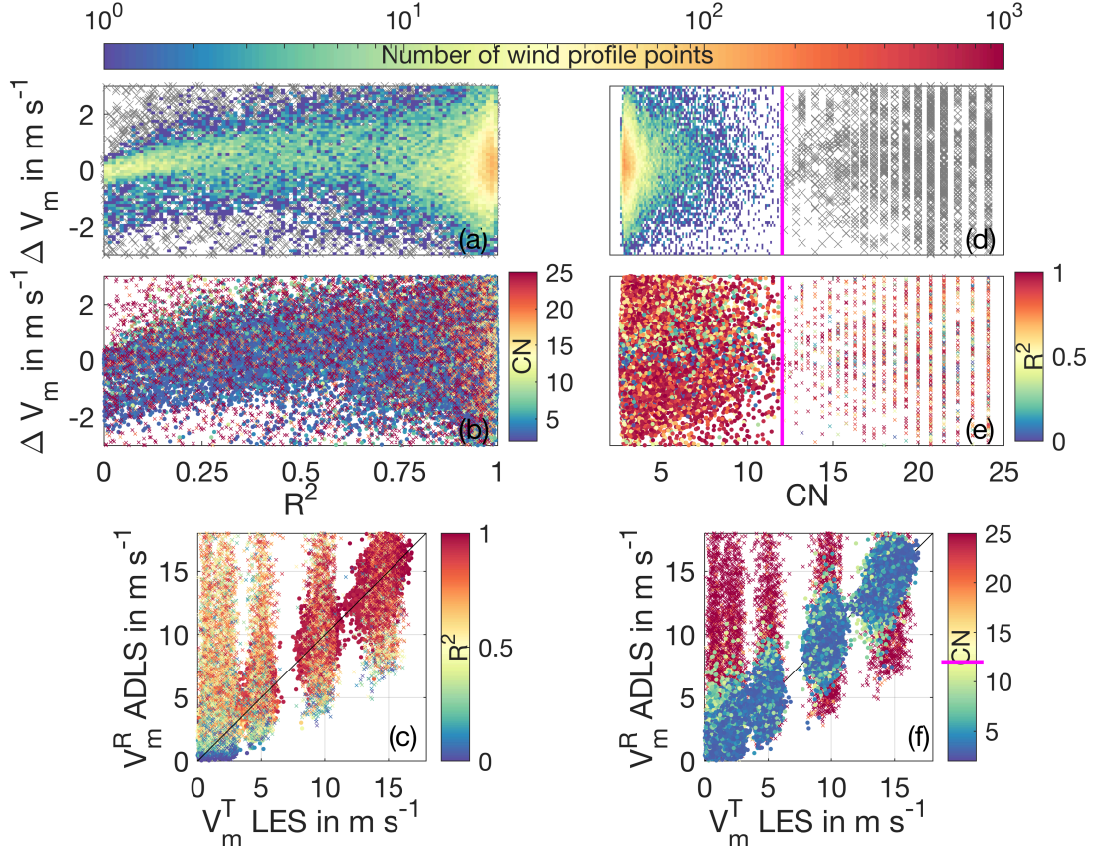 10^0 10^1 10^2 10^3
Number of wind profile points
Δ V_m in m s^-1
2
0
-2
(a)
(d)
Δ V_m in m s^-1
2
0
-2
(b)
25
20
15
10
5
CN
(e)
1
0.5
0
R^2
0 0.25 0.5 0.75 1
R^2
5 10 15 20 25
CN
V_m^R ADLS in m s^-1
15
10
5
0
(c)
1
0.5
0
R^2
0 5 10 15
V_m^T LES in m s^-1
V_m^R ADLS in m s^-1
15
10
5
0
(f)
25
20
15
10
5
CN
0 5 10 15
V_m^T LES in m s^-1